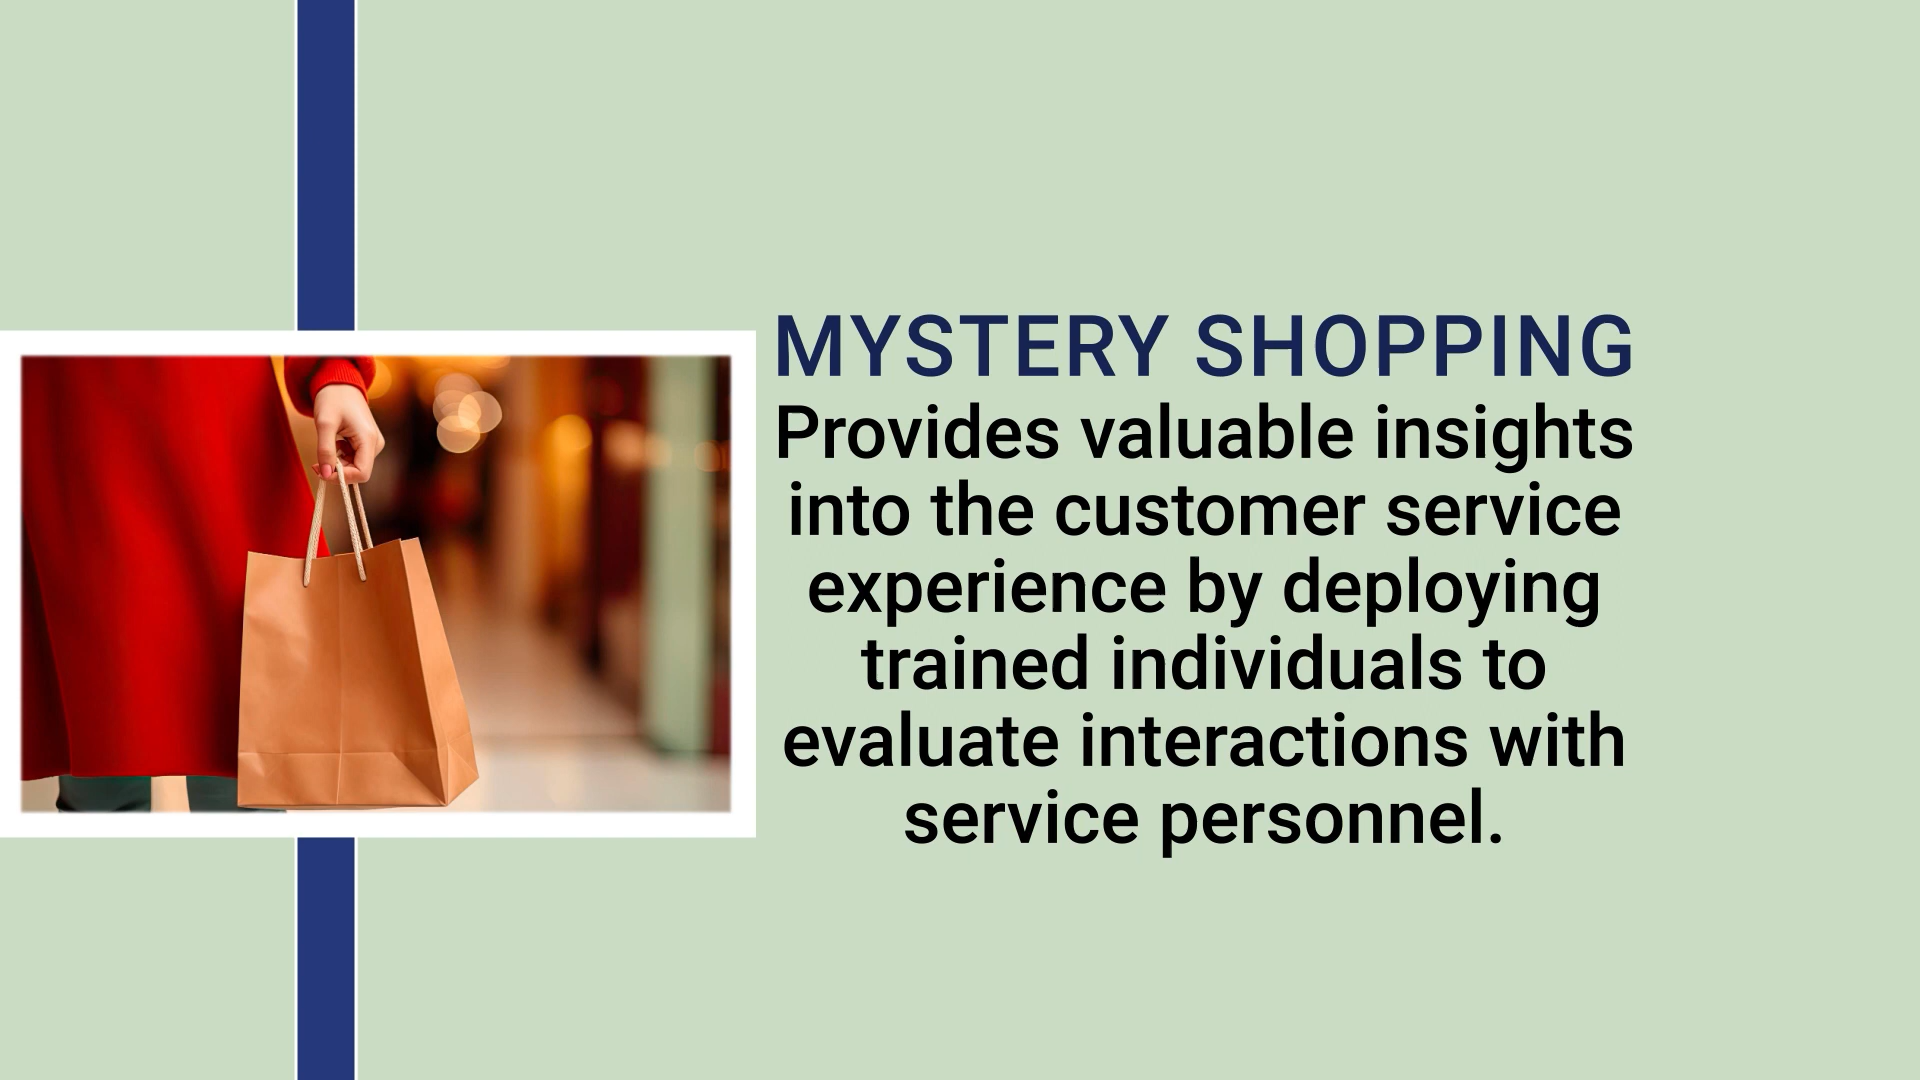 MYSTERY SHOPPING
Provides valuable insights
into the customer service
experience by deploying
trained individuals to
evaluate interactions with
service personnel.